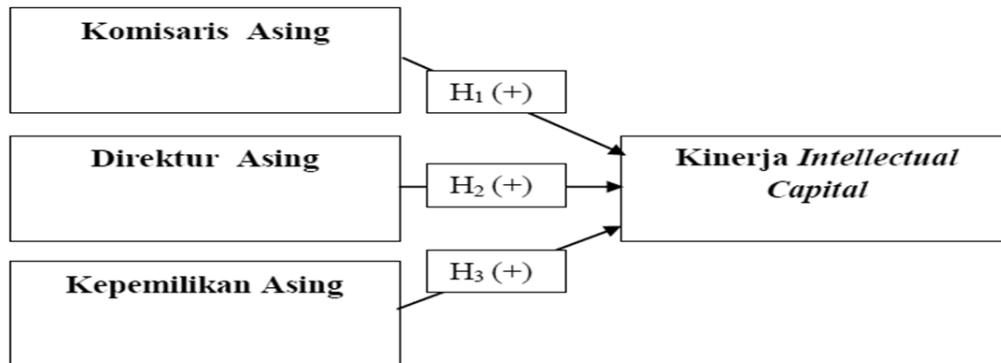 Komisaris Asing
H₁ (+)
Direktur Asing
H₂ (+)
Kinerja Intellectual
Capital
Kepemilikan Asing
H₃ (+)